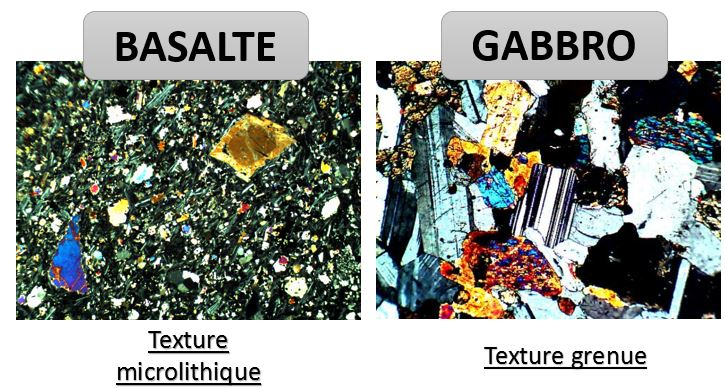 BASALTE
GABBRO
Texture
microlithique
Texture grenue